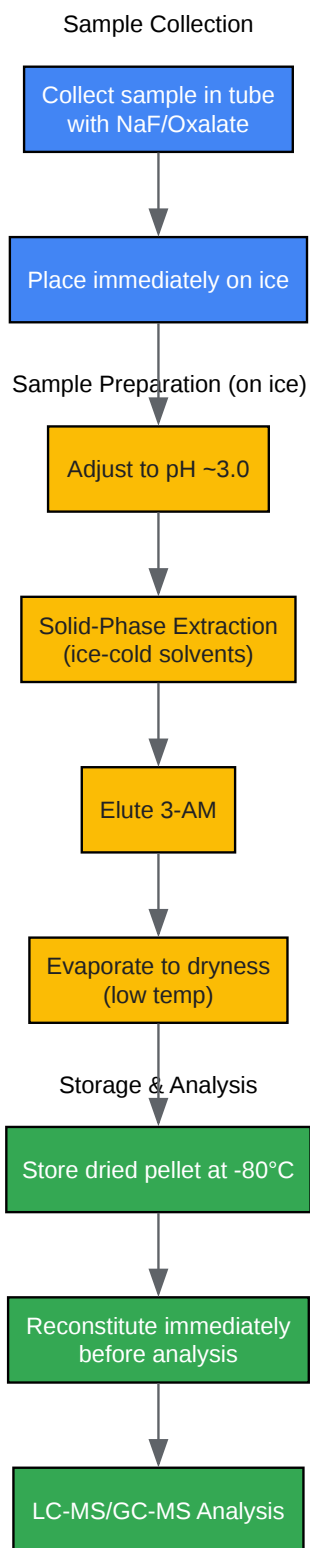 Sample Collection
Collect sample in tube
with NaF/Oxalate
Place immediately on ice
Sample Preparation (on ice)
Adjust to pH ~3.0
Solid-Phase Extraction
(ice-cold solvents)
Elute 3-AM
Evaporate to dryness
(low temp)
Storage & Analysis
Store dried pellet at -80°C
Reconstitute immediately
before analysis
LC-MS/GC-MS Analysis